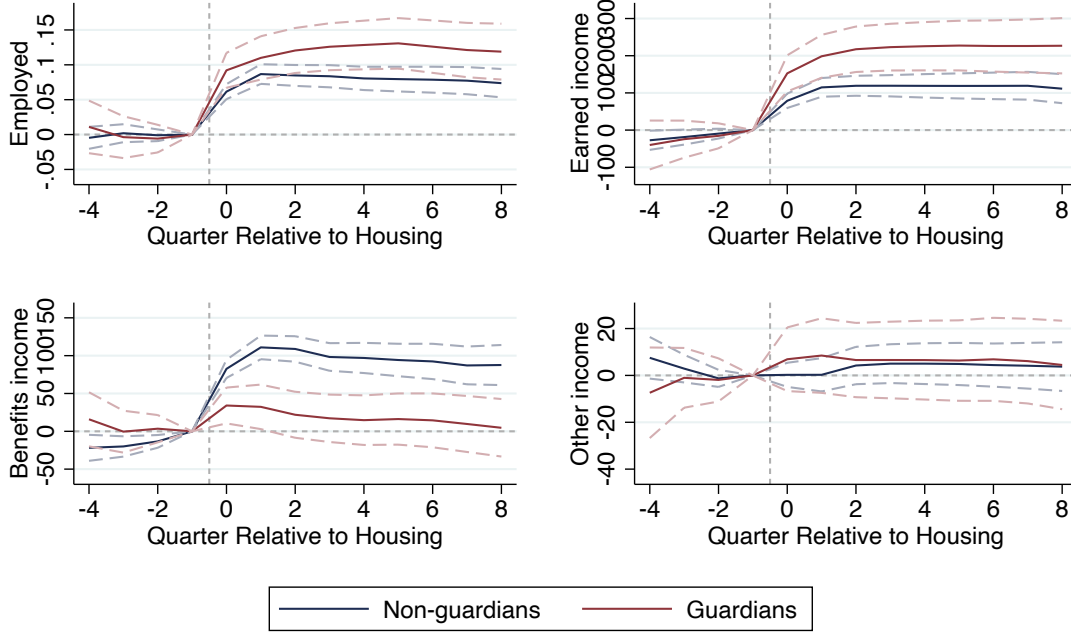 Employed
.15
.1
.05
0
-.05
-4 -2 0 2 4 6 8
Quarter Relative to Housing
Earned income
300
200
100
0
-100
-4 -2 0 2 4 6 8
Quarter Relative to Housing
Benefits income
150
100
50
0
-50
-4 -2 0 2 4 6 8
Quarter Relative to Housing
Other income
20
0
-20
-40
-4 -2 0 2 4 6 8
Quarter Relative to Housing
Non-guardians Guardians